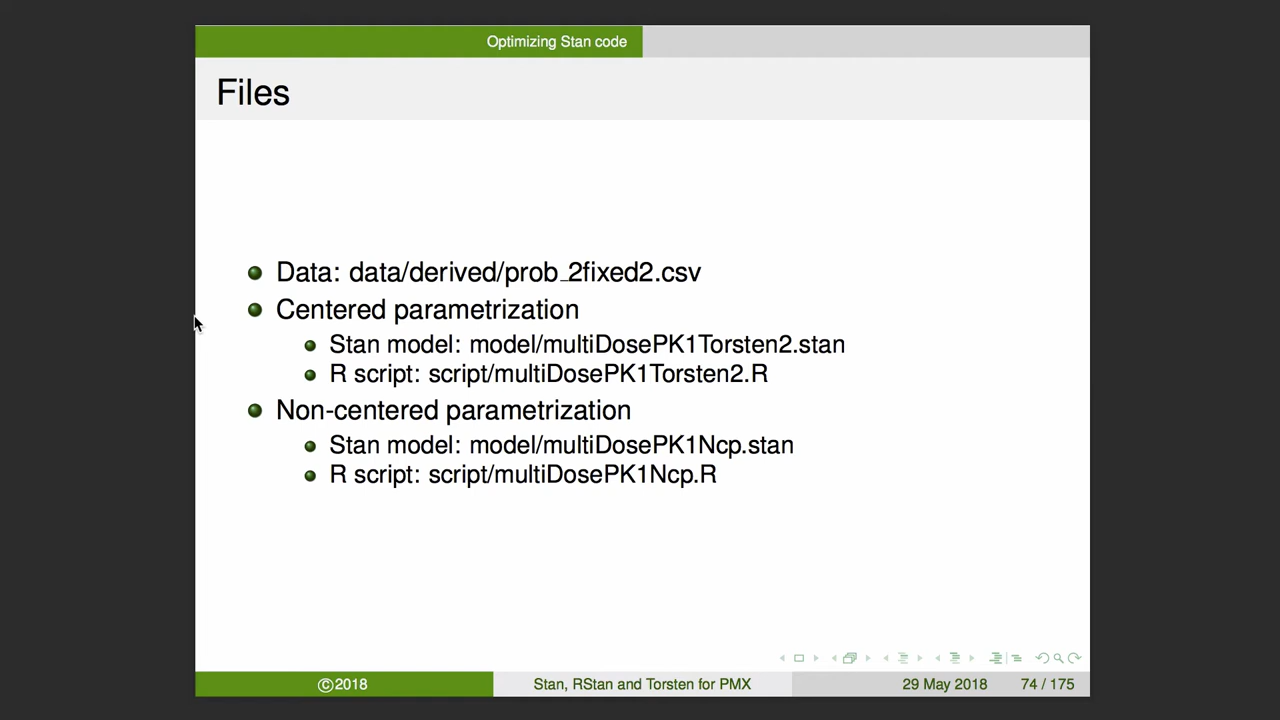 Optimizing Stan code
Files
Data: data/derived/prob_2fixed2.csv
Centered parametrization
Stan model: model/multiDosePK1Torsten2.stan
R script: script/multiDosePK1Torsten2.R
Non-centered parametrization
Stan model: model/multiDosePK1Ncp.stan
R script: script/multiDosePK1Ncp.R
©2018 Stan, RStan and Torsten for PMX 29 May 2018 74 / 175